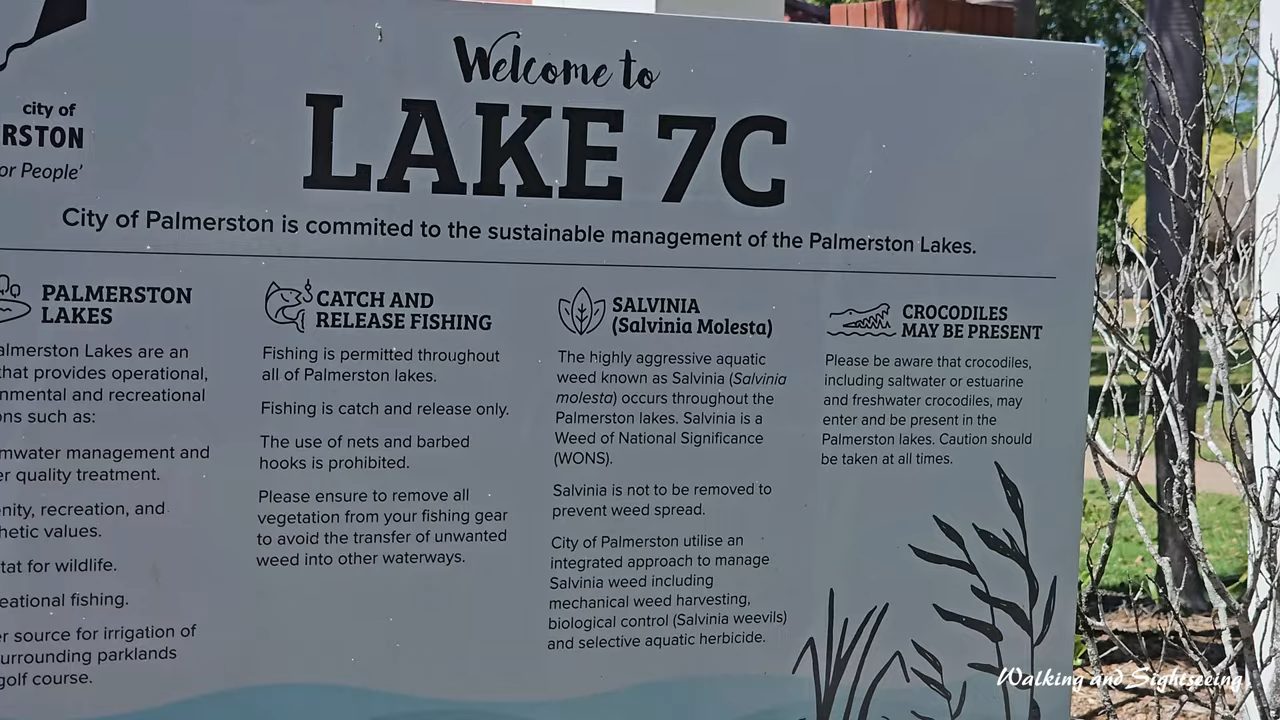 city of
RSTON
or People'
Welcome to
LAKE 7C
City of Palmerston is commited to the sustainable management of the Palmerston Lakes.
PALMERSTON
LAKES
almerston Lakes are an
that provides operational,
nmental and recreational
ons such as:
mwater management and
er quality treatment.
enity, recreation, and
hetic values.
tat for wildlife.
eational fishing.
er source for irrigation of
urrounding parklands
golf course.
CATCH AND
RELEASE FISHING
Fishing is permitted throughout
all of Palmerston lakes.
Fishing is catch and release only.
The use of nets and barbed
hooks is prohibited.
Please ensure to remove all
vegetation from your fishing gear
to avoid the transfer of unwanted
weed into other waterways.
SALVINIA
(Salvinia Molesta)
The highly aggressive aquatic
weed known as Salvinia (Salvinia
molesta) occurs throughout the
Palmerston lakes. Salvinia is a
Weed of National Significance
(WONS).
Salvinia is not to be removed to
prevent weed spread.
City of Palmerston utilise an
integrated approach to manage
Salvinia weed including
mechanical weed harvesting,
biological control (Salvinia weevils)
and selective aquatic herbicide.
CROCODILES
MAY BE PRESENT
Please be aware that crocodiles,
including saltwater or estuarine
and freshwater crocodiles, may
enter and be present in the
Palmerston lakes. Caution should
be taken at all times.
Walking and Sightseeing